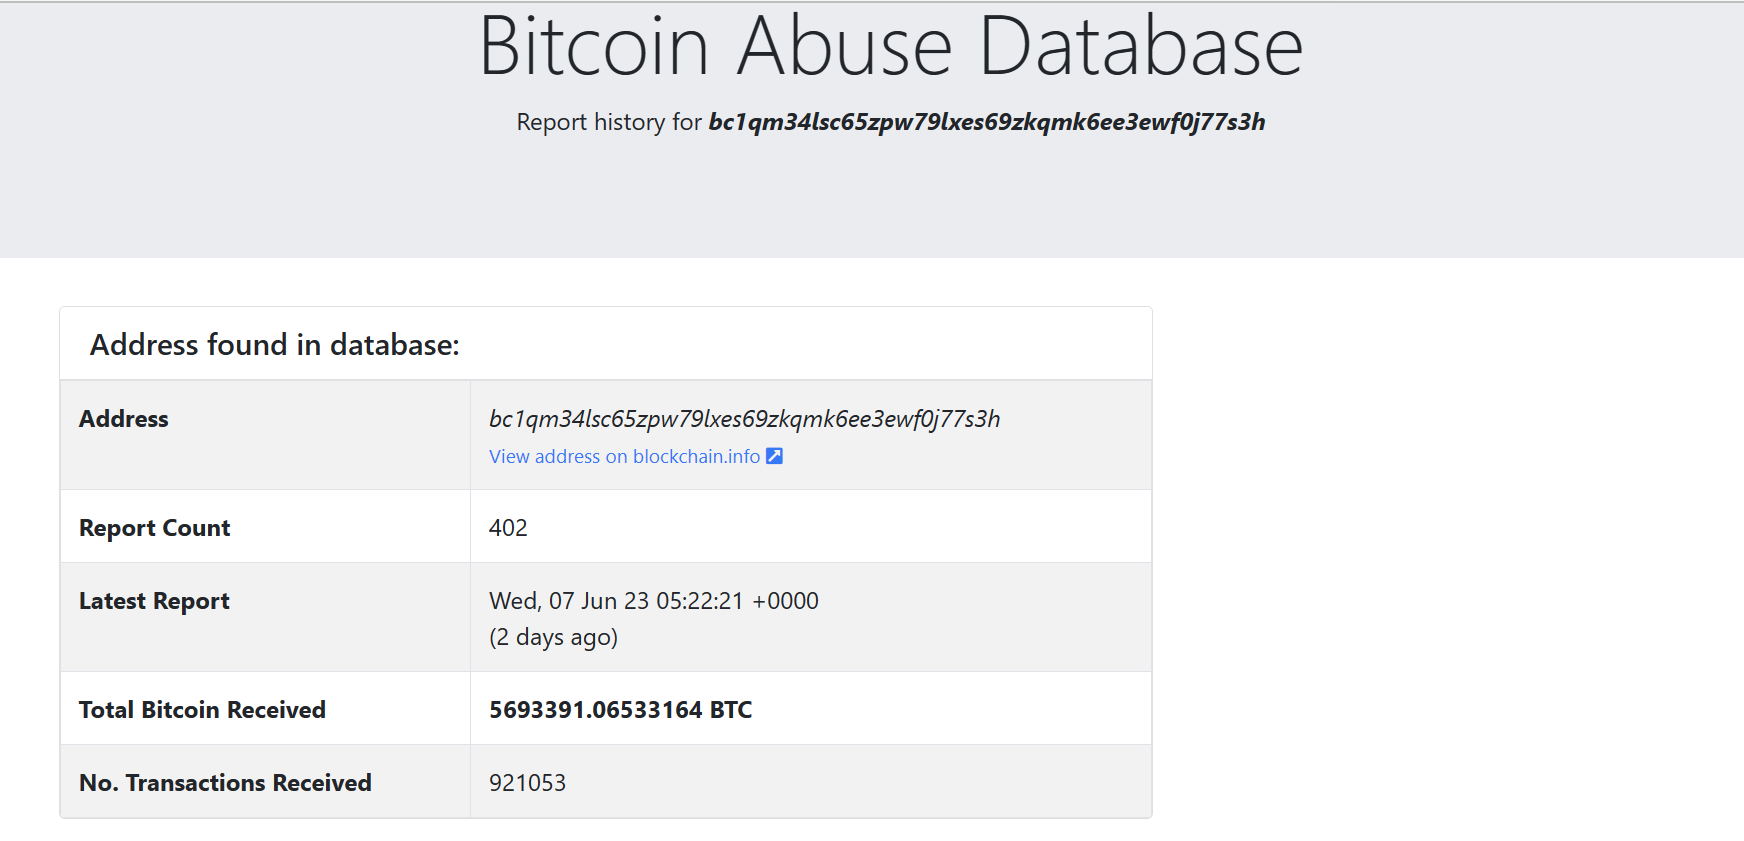 Bitcoin Abuse Database
Report history for bc1qm34lsc65zpw79lxes69zkqmk6ee3ewf0j77s3h
Address found in database:
Address
bc1qm34lsc65zpw79lxes69zkqmk6ee3ewf0j77s3h
View address on blockchain.info
Report Count
402
Latest Report
Wed, 07 Jun 23 05:22:21 +0000
(2 days ago)
Total Bitcoin Received
5693391.06533164 BTC
No. Transactions Received
921053